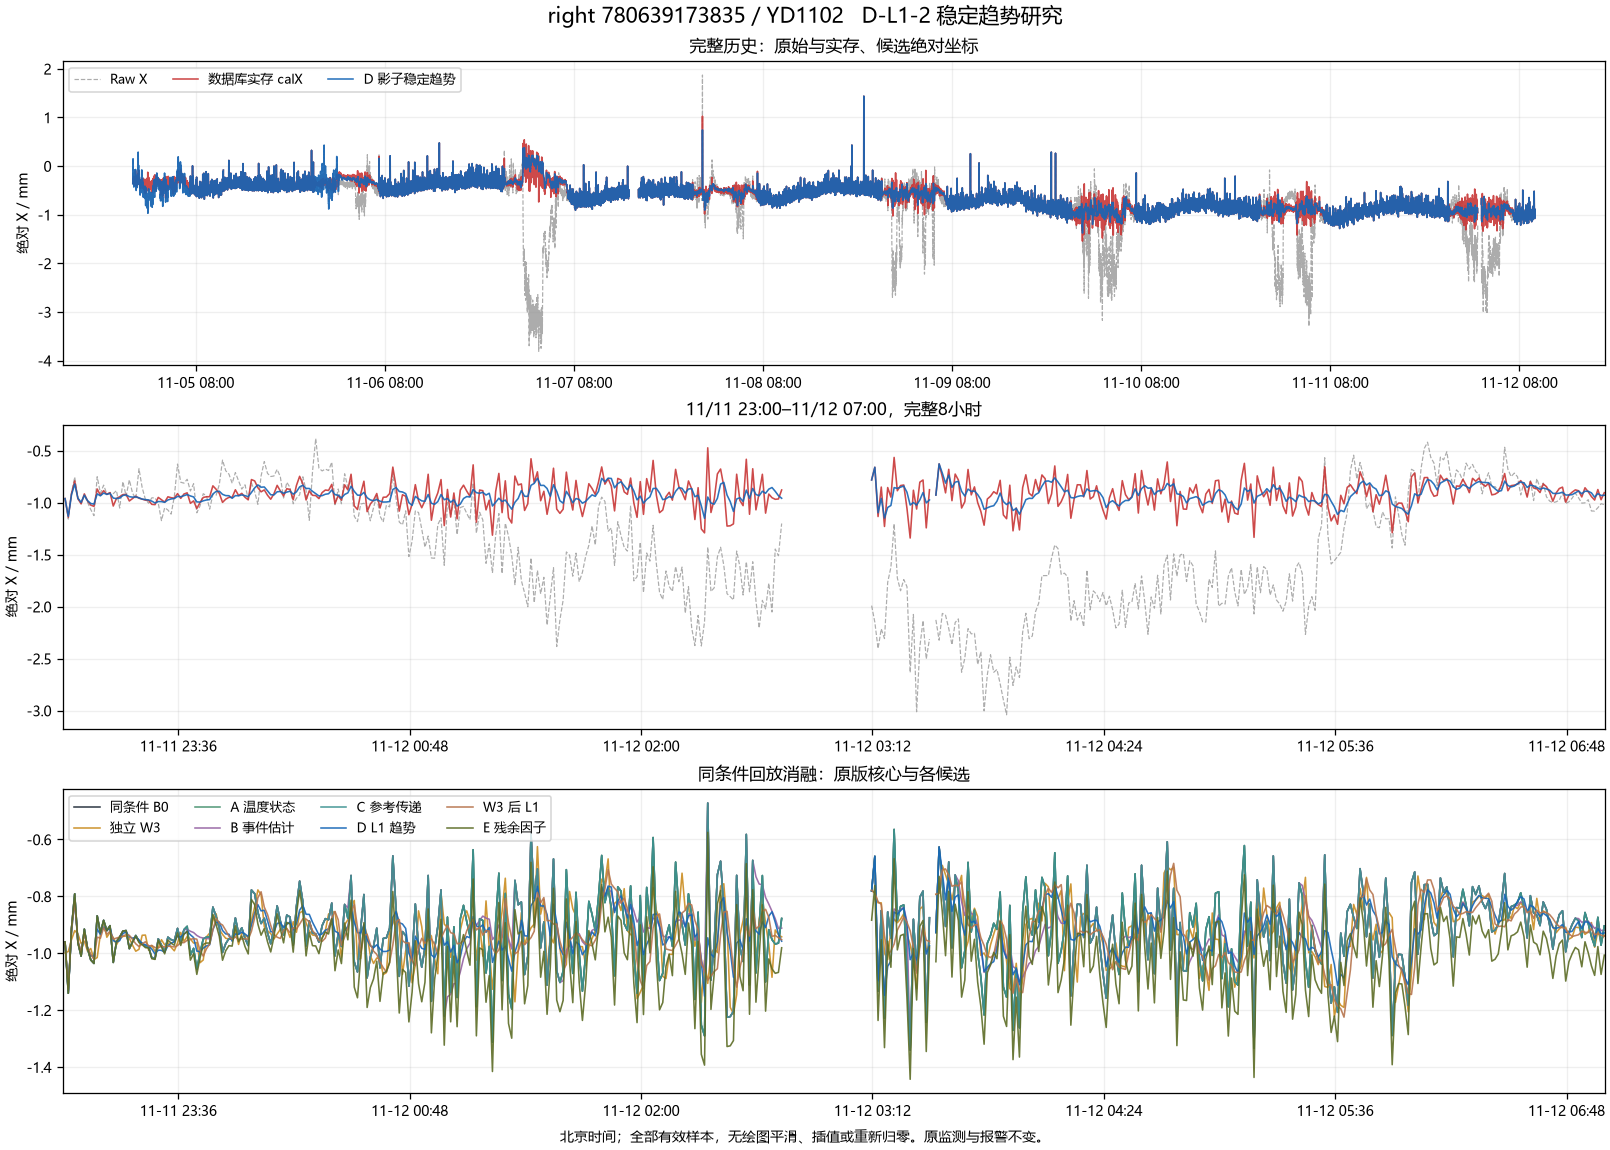 right 780639173835 / YD1102 D-L1-2 稳定趋势研究
完整历史：原始与实存、候选绝对坐标
Raw X 数据库实存 calX D 影子稳定趋势
绝对 X / mm
2
1
0
-1
-2
-3
-4
11-05 08:00 11-06 08:00 11-07 08:00 11-08 08:00 11-09 08:00 11-10 08:00 11-11 08:00 11-12 08:00
11/11 23:00–11/12 07:00，完整8小时
绝对 X / mm
-0.5
-1.0
-1.5
-2.0
-2.5
-3.0
11-11 23:36 11-12 00:48 11-12 02:00 11-12 03:12 11-12 04:24 11-12 05:36 11-12 06:48
同条件回放消融：原版核心与各候选
同条件 B0 A 温度状态 C 参考传递 W3 后 L1
独立 W3 B 事件估计 D L1 趋势 E 残余因子
绝对 X / mm
-0.6
-0.8
-1.0
-1.2
-1.4
11-11 23:36 11-12 00:48 11-12 02:00 11-12 03:12 11-12 04:24 11-12 05:36 11-12 06:48
北京时间；全部有效样本，无绘图平滑、插值或重新归零。原监测与报警不变。